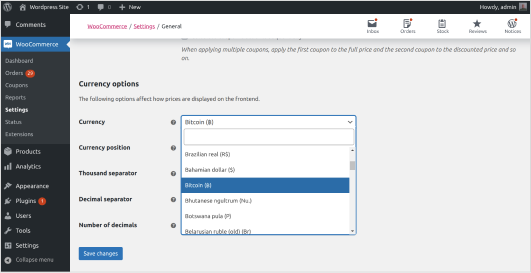 WordPress Site 1 0 + New Howdy, admin
Comments
WooCommerce
Dashboard
Orders 29
Coupons
Reports
Settings
Status
Extensions
Products
Analytics
Appearance
Plugins 1
Users
Tools
Settings
Collapse menu
WooCommerce / Settings / General
Inbox Orders Stock Reviews Notices
When applying multiple coupons, apply the first coupon to the full price and the second coupon to the discounted price and so
on.
Currency options
The following options affect how prices are displayed on the frontend.
Currency
Bitcoin (฿)
Currency position
Thousand separator
Decimal separator
Number of decimals
Brazilian real (R$)
Bahamian dollar ($)
Bitcoin (฿)
Bhutanese ngultrum (Nu.)
Botswana pula (P)
Belarusian ruble (old) (Br)
Save changes